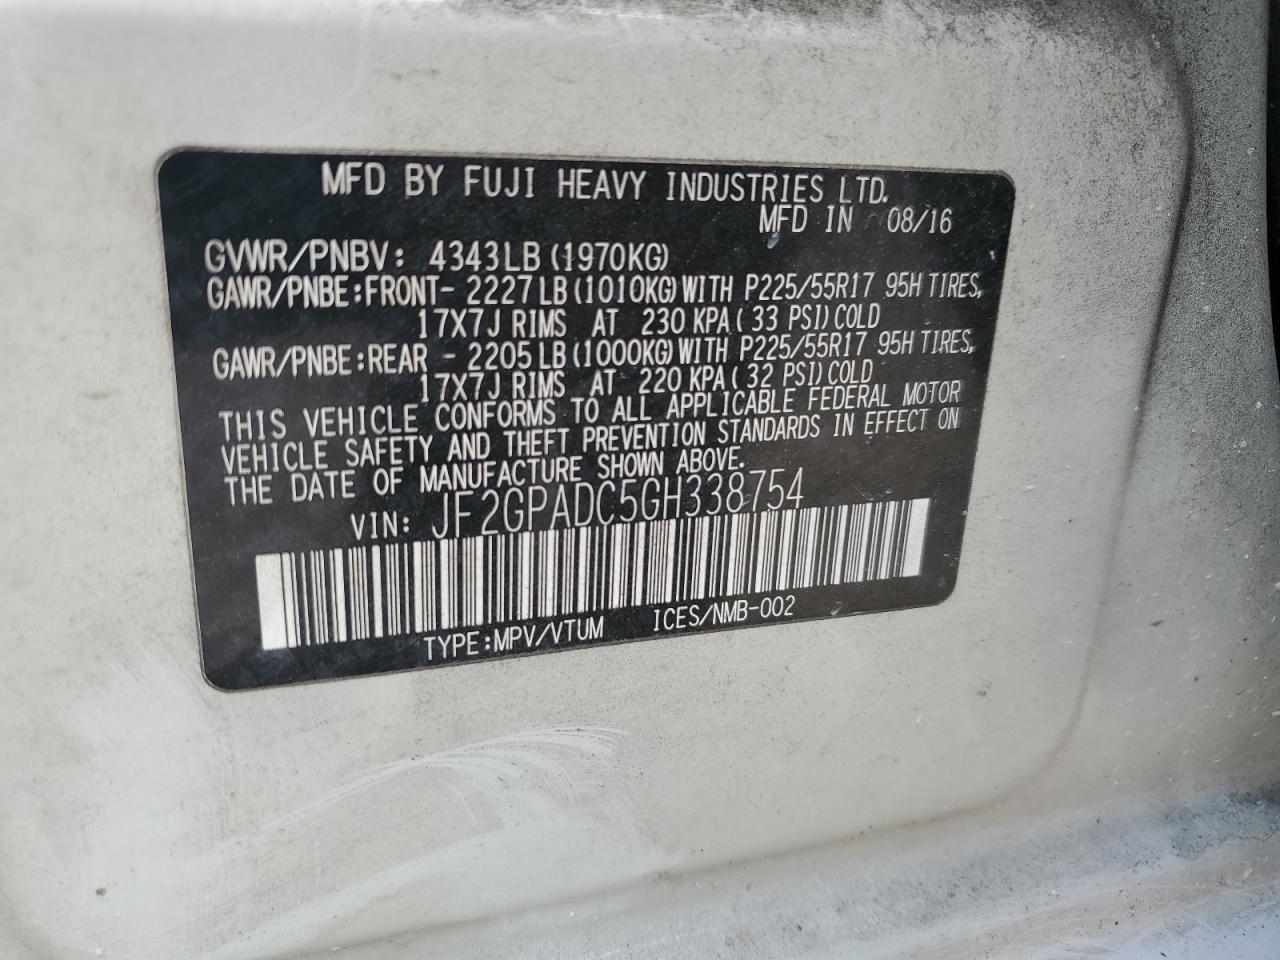 MFD BY FUJI HEAVY INDUSTRIES LTD.
MFD IN 08/16
GVWR/PNBV: 4343LB (1970KG)
GAWR/PNBE:FRONT- 2227LB (1010KG) WITH P225/55R17 95H TIRES,
17X7J RIMS AT 230 KPA ( 33 PSI) COLD
GAWR/PNBE:REAR - 2205LB (1000KG) WITH P225/55R17 95H TIRES,
17X7J RIMS AT 220 KPA ( 32 PSI) COLD
THIS VEHICLE CONFORMS TO ALL APPLICABLE FEDERAL MOTOR
VEHICLE SAFETY AND THEFT PREVENTION STANDARDS IN EFFECT ON
THE DATE OF MANUFACTURE SHOWN ABOVE.
VIN: JF2GPADC5GH338754
TYPE:MPV/VTUM ICES/NMB-002